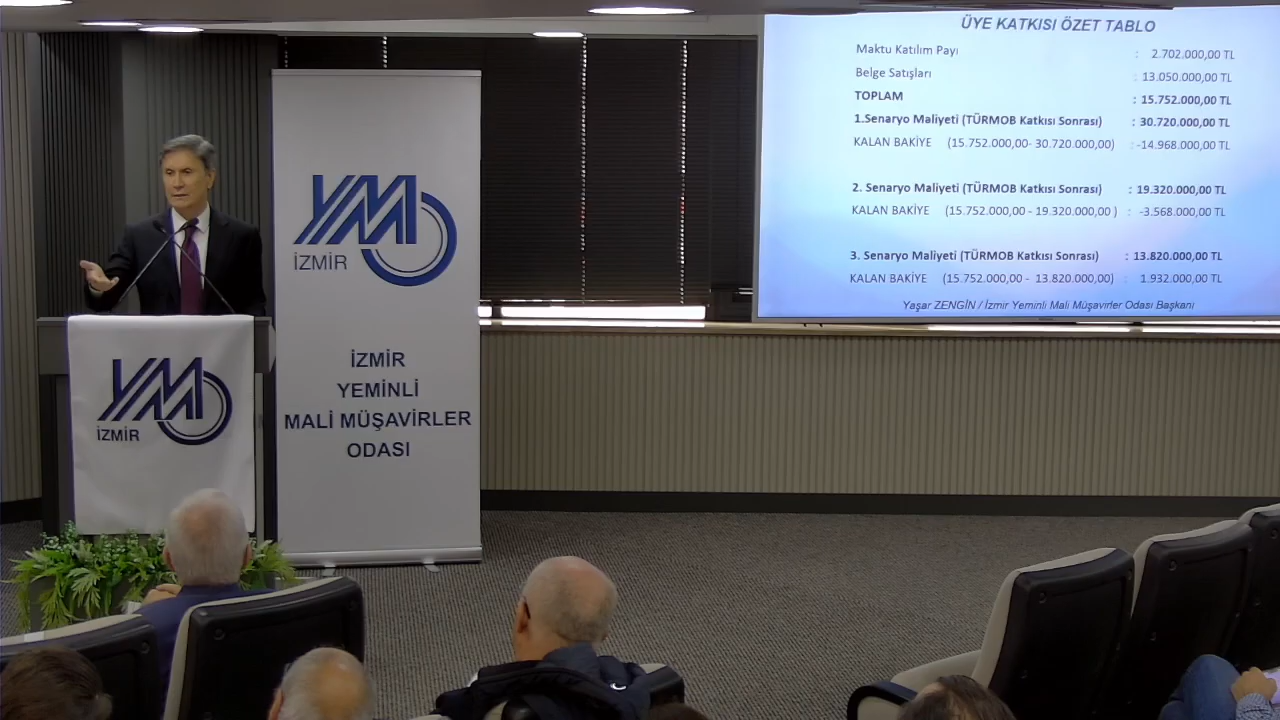 ÜYE KATKISI ÖZET TABLO
Maktu Katılım Payı : 2.702.000,00 TL
Belge Satışları : 13.050.000,00 TL
TOPLAM : 15.752.000,00 TL
1.Senaryo Maliyeti (TÜRMOB Katkısı Sonrası) : 30.720.000,00 TL
KALAN BAKİYE (15.752.000,00- 30.720.000,00) : -14.968.000,00 TL
2. Senaryo Maliyeti (TÜRMOB Katkısı Sonrası) : 19.320.000,00 TL
KALAN BAKİYE (15.752.000,00 - 19.320.000,00 ) : -3.568.000,00 TL
3. Senaryo Maliyeti (TÜRMOB Katkısı Sonrası) : 13.820.000,00 TL
KALAN BAKİYE (15.752.000,00 - 13.820.000,00) : 1.932.000,00 TL
Yaşar ZENGİN / İzmir Yeminli Mali Müşavirler Odası Başkanı
YMMO
İZMİR
İZMİR
YEMİNLİ
MALİ MÜŞAVİRLER
ODASI
YMMO
İZMİR